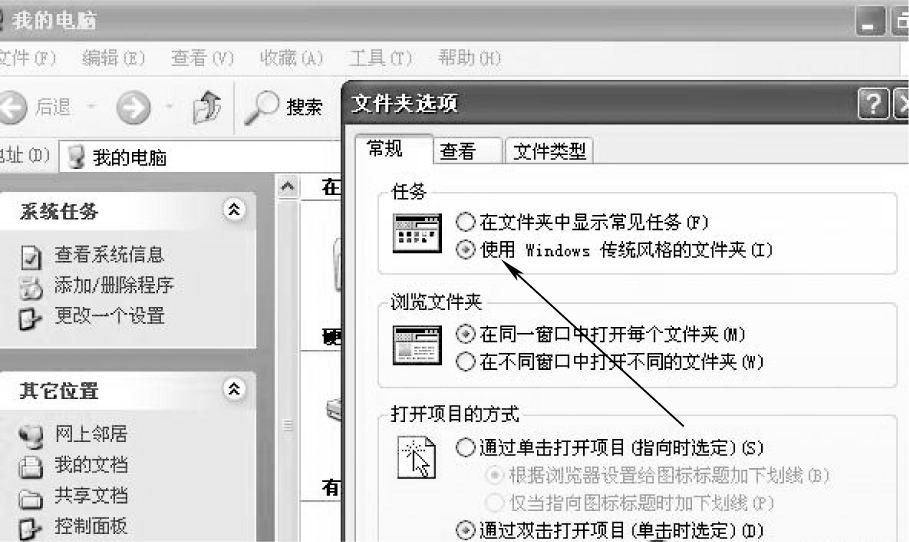 我的电脑
文件(F) 编辑(E) 查看(V) 收藏(A) 工具(T) 帮助(H)
后退 搜索
地址(D) 我的电脑
系统任务
查看系统信息
添加/删除程序
更改一个设置
其它位置
网上邻居
我的文档
共享文档
控制面板
在
硬
有
文件夹选项
常规 查看 文件类型
任务
在文件夹中显示常见任务(F)
使用 Windows 传统风格的文件夹(I)
浏览文件夹
在同一窗口中打开每个文件夹(M)
在不同窗口中打开不同的文件夹(W)
打开项目的方式
通过单击打开项目(指向时选定)(S)
根据浏览器设置给图标标题加下划线(B)
仅当指向图标标题时加下划线(P)
通过双击打开项目(单击时选定)(D)